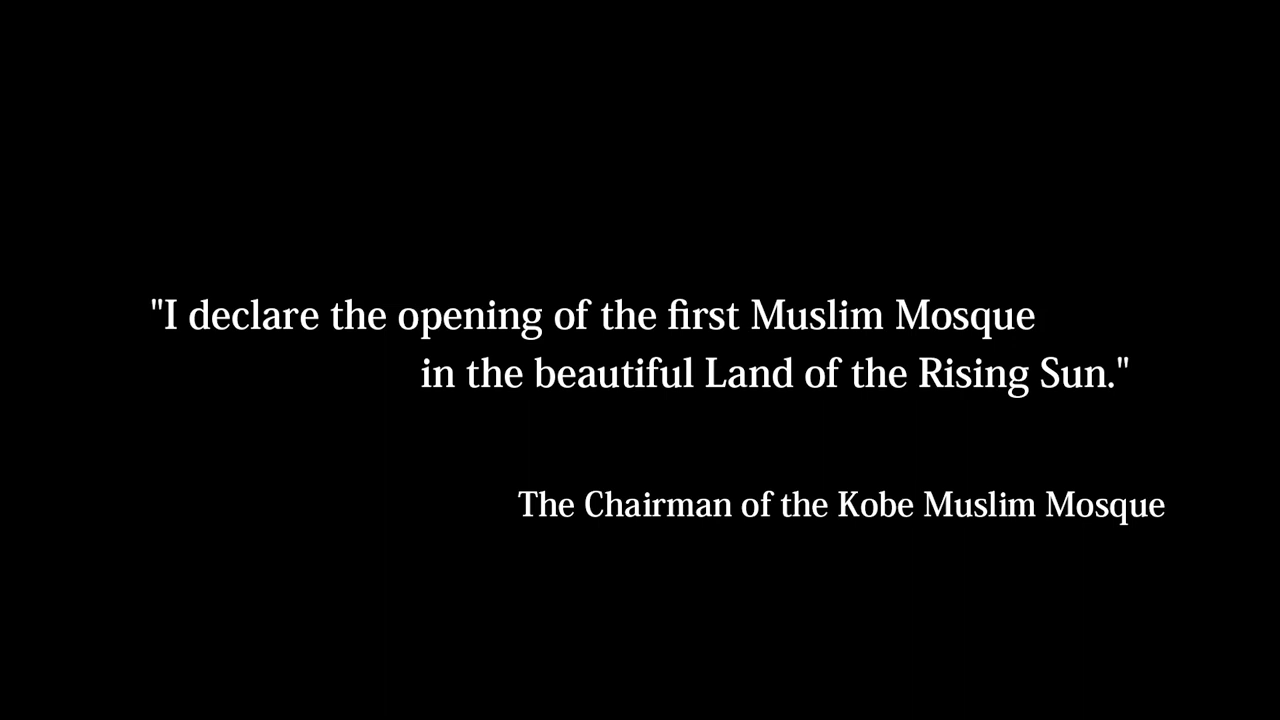 "I declare the opening of the first Muslim Mosque
in the beautiful Land of the Rising Sun."
The Chairman of the Kobe Muslim Mosque